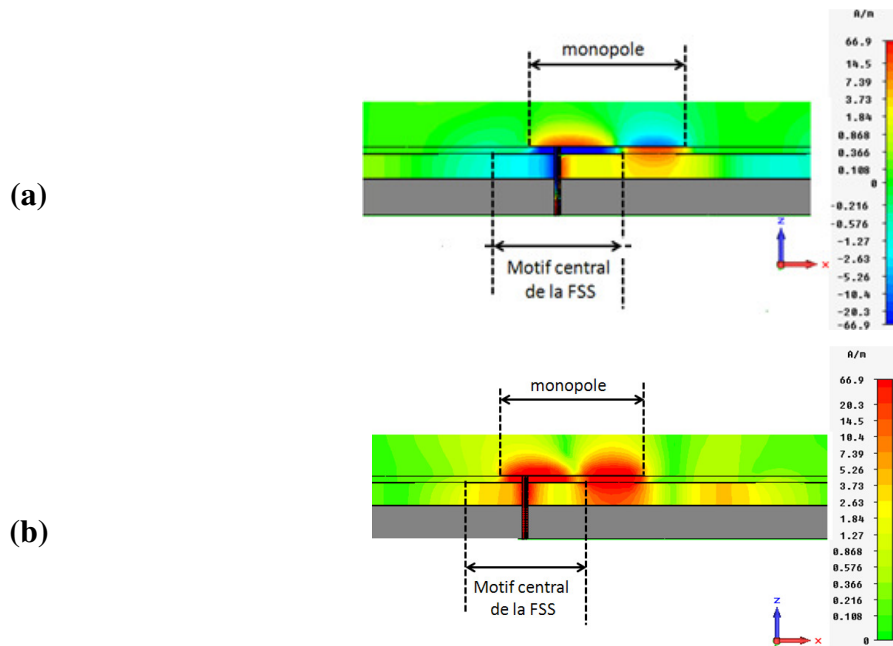 A/m
66.9
14.5
7.39
3.73
1.84
0.868
0.366
0.108
0
-0.216
-0.576
-1.27
-2.63
-5.26
-10.4
-20.3
-66.9
monopole
(a)
Motif central
de la FSS
z
x
A/m
66.9
20.3
14.5
10.4
7.39
5.26
3.73
2.63
1.84
1.27
0.868
0.576
0.366
0.216
0.108
0
monopole
(b)
Motif central
de la FSS
z
x